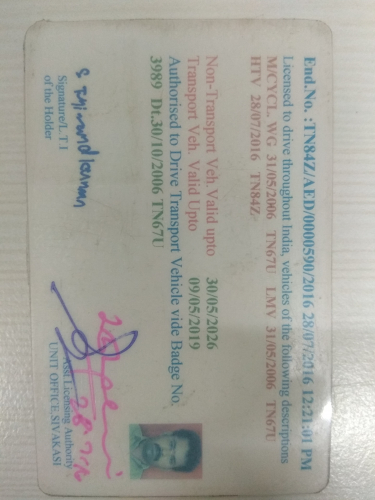 End.No. :TN84Z/AED/0000590/2016 28/07/2016 12:21:01 PM
Licensed to drive throughout India, vehicles of the following descriptions
M/CYCL. WG 31/05/2006 TN67U LMV 31/05/2006 TN67U
HTV 28/07/2016 TN84Z
Non-Transport Veh.Valid upto 30/05/2026
Transport Veh. Valid Upto 09/05/2019
Authorised to Drive Transport Vehicle vide Badge No.
3989 Dt.30/10/2006 TN67U
Signature/L.T.I
of the Holder
Asst Licensing Authority
UNIT OFFICE,SIVAKASI